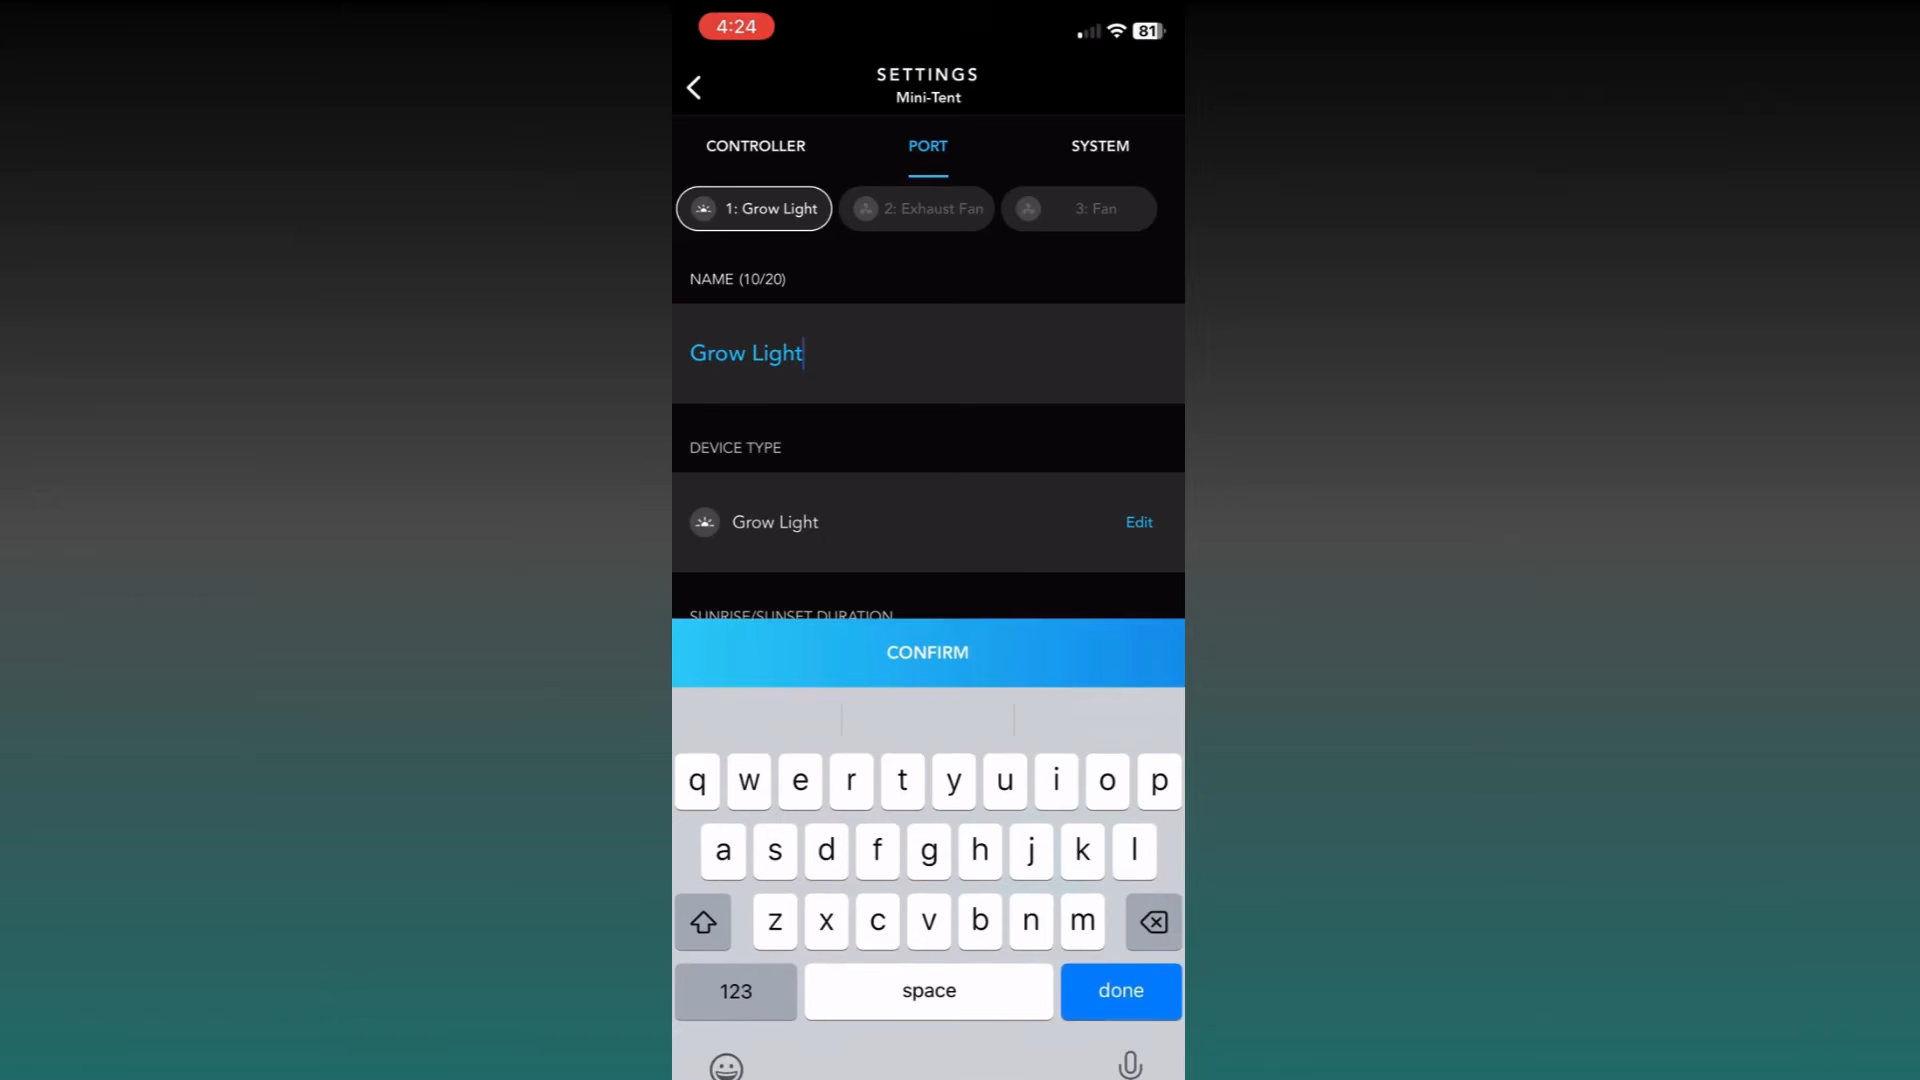 4:24
81
SETTINGS
Mini-Tent
CONTROLLER PORT SYSTEM
1: Grow Light 2: Exhaust Fan 3: Fan
NAME (10/20)
Grow Light
DEVICE TYPE
Grow Light Edit
SUNRISE/SUNSET DURATION
CONFIRM
q w e r t y u i o p
a s d f g h j k l
z x c v b n m
123 space done